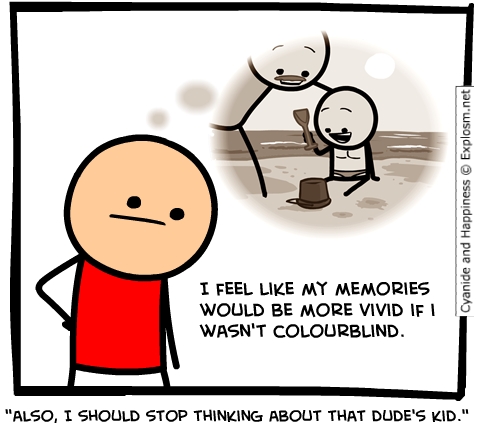 I FEEL LIKE MY MEMORIES
WOULD BE MORE VIVID IF I
WASN'T COLOURBLIND.
Cyanide and Happiness © Explosm.net
"ALSO, I SHOULD STOP THINKING ABOUT THAT DUDE'S KID."